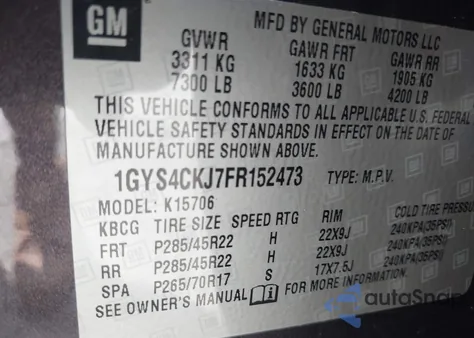 GM
MFD BY GENERAL MOTORS LLC
GVWR GAWR FRT GAWR RR
3311 KG 1633 KG 1905 KG
7300 LB 3600 LB 4200 LB
THIS VEHICLE CONFORMS TO ALL APPLICABLE U.S. FEDERAL
VEHICLE SAFETY STANDARDS IN EFFECT ON THE DATE OF
MANUFACTURE SHOWN ABOVE.
1GYS4CKJ7FR152473 TYPE: M.P.V.
MODEL: K15706
KBCG TIRE SIZE SPEED RTG RIM COLD TIRE PRESSU
FRT P285/45R22 H 22X9J 240KPA(35PSI)
RR P285/45R22 H 22X9J 240KPA(35PSI)
SPA P265/70R17 S 17X7.5J 240KPA(35PSI)
SEE OWNER'S MANUAL FOR MORE INFORMATION.
autoSnap